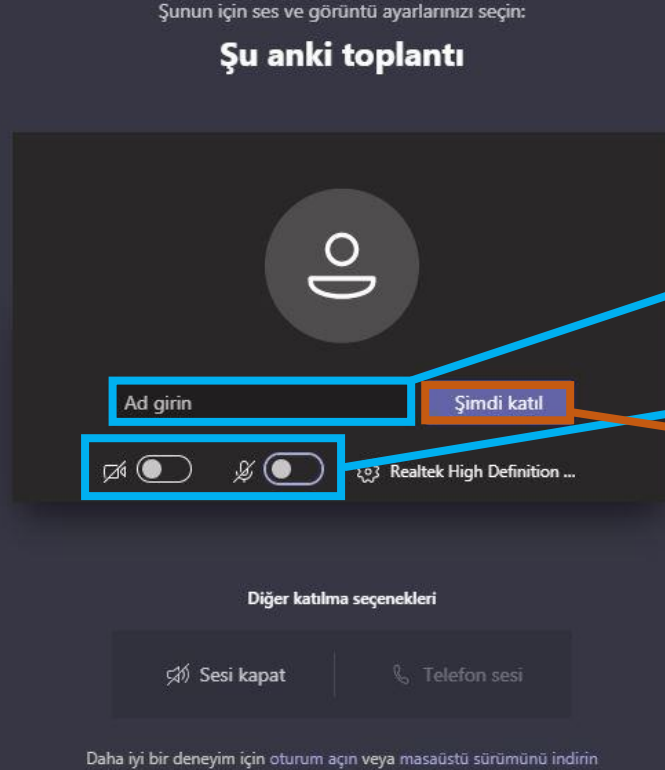 Şunun için ses ve görüntü ayarlarınızı seçin:
Şu anki toplantı
Ad girin
Şimdi katıl
Realtek High Definition ...
Diğer katılma seçenekleri
Sesi kapat
Telefon sesi
Daha iyi bir deneyim için oturum açın veya masaüstü sürümünü indirin